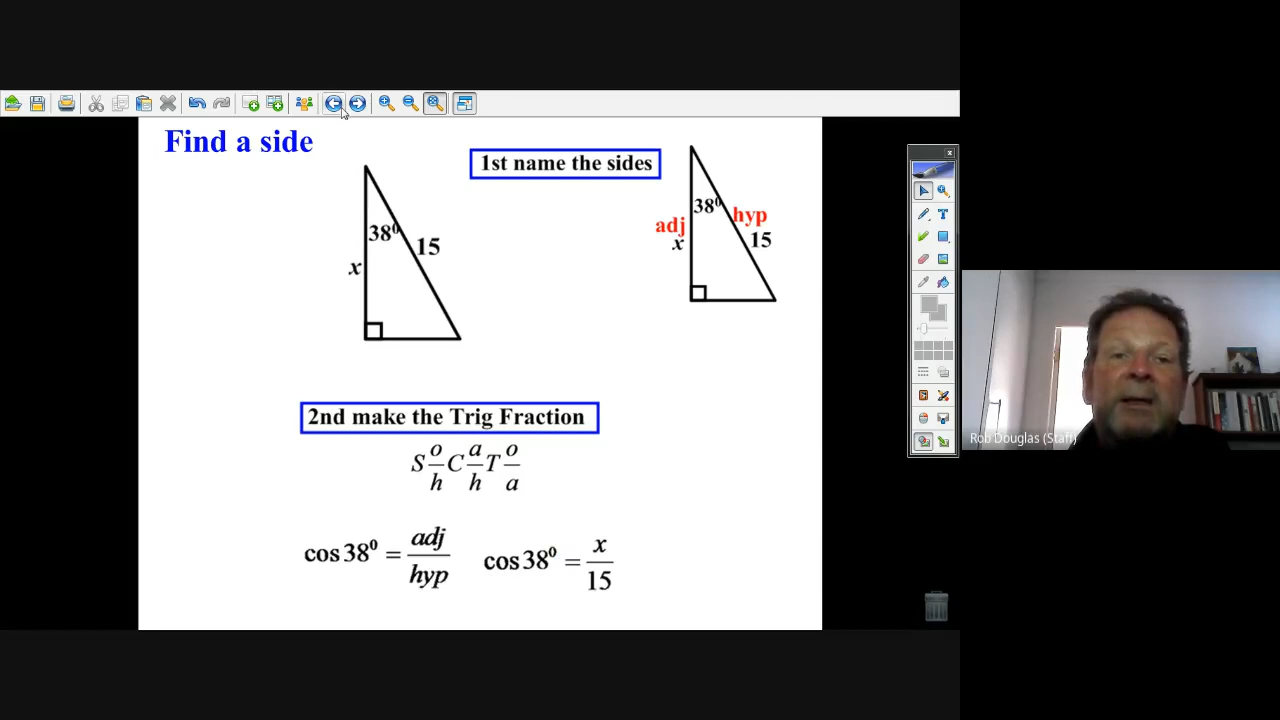 Find a side
1st name the sides
38⁰
15
x
adj
38⁰
hyp
x
15
2nd make the Trig Fraction
S o/h C a/h T o/a
cos 38⁰ = adj/hyp
cos 38⁰ = x/15
Rob Douglas (Staff)